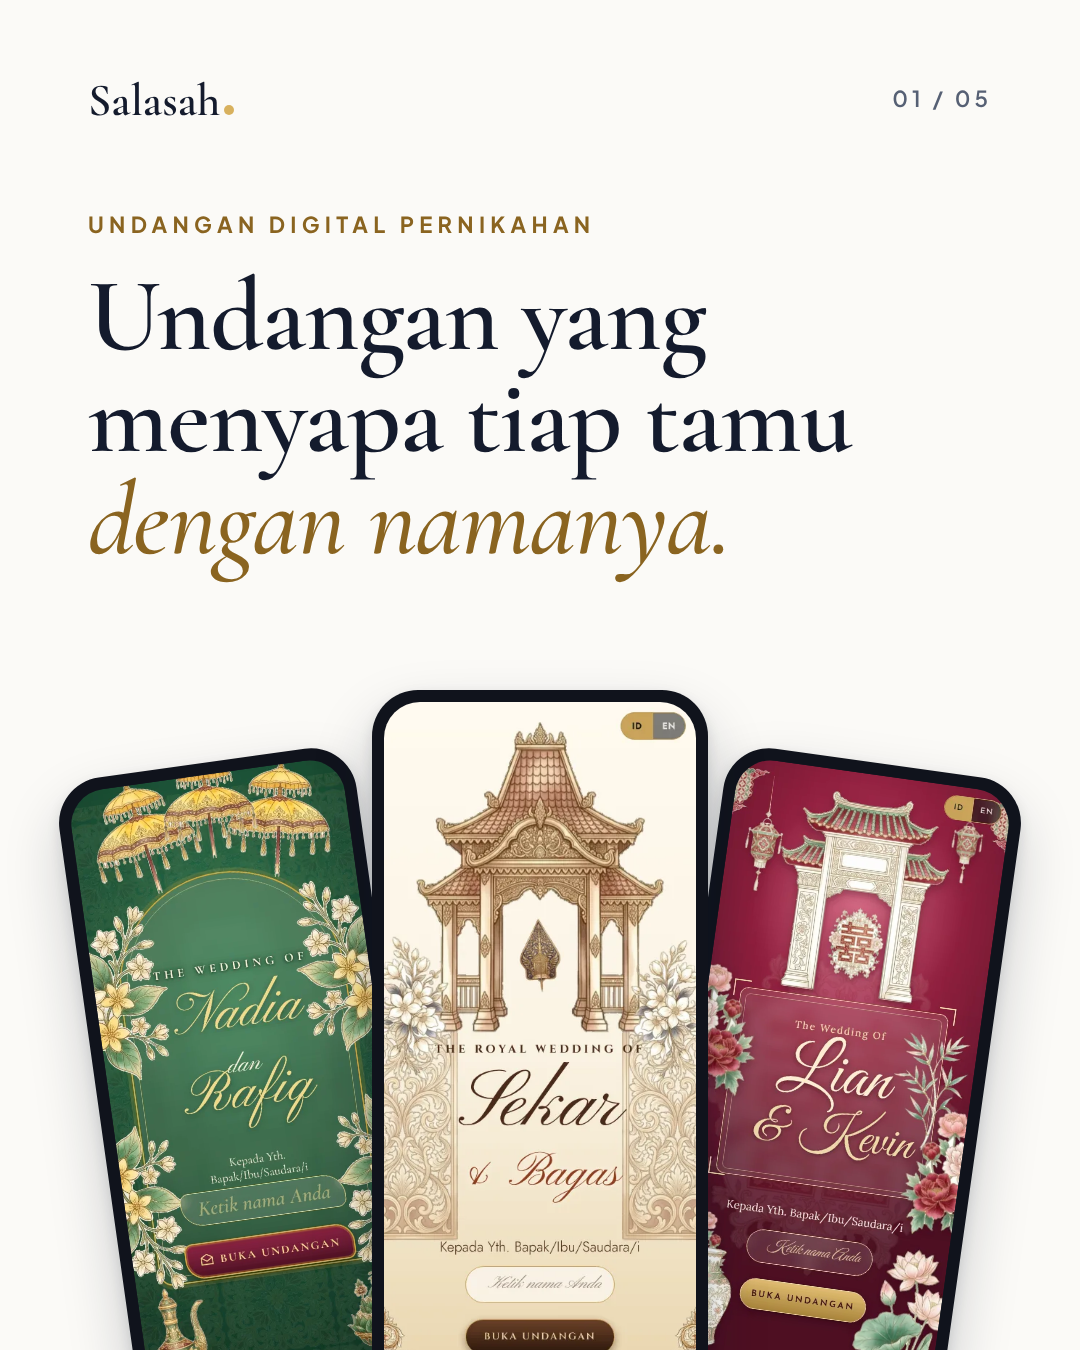 Salasah.
01 / 05
UNDANGAN DIGITAL PERNIKAHAN
Undangan yang
menyapa tiap tamu
dengan namanya.
THE WEDDING OF
Nadia
dan
Rafiq
Kepada Yth.
Bapak/Ibu/Saudara/i
Ketik nama Anda
BUKA UNDANGAN
ID EN
THE ROYAL WEDDING OF
Sekar
& Bagas
Kepada Yth. Bapak/Ibu/Saudara/i
Ketik nama Anda
BUKA UNDANGAN
ID EN
囍
The Wedding Of
Lian
& Kevin
Kepada Yth. Bapak/Ibu/Saudara/i
Ketik nama Anda
BUKA UNDANGAN